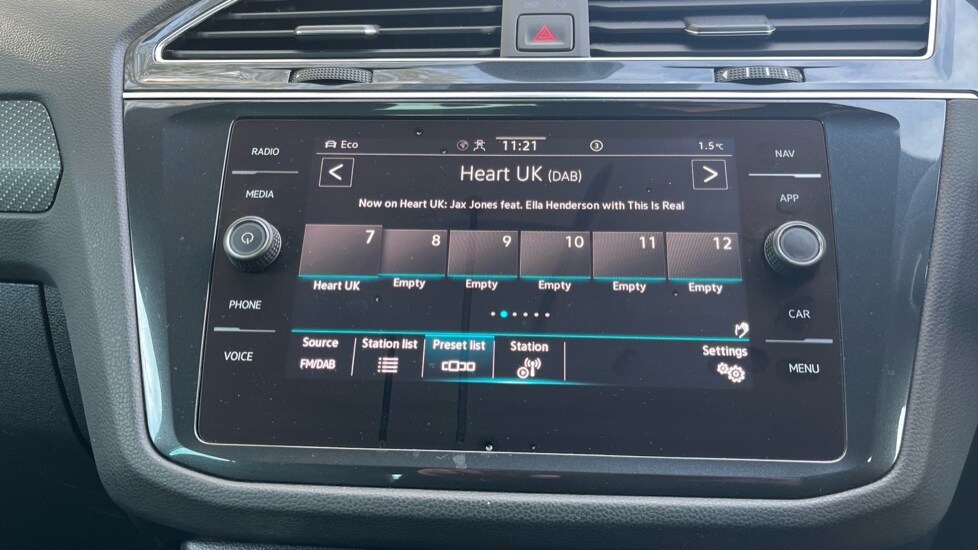 RADIO
MEDIA
PHONE
VOICE
Eco 11:21 3 1.5°C
< Heart UK (DAB) >
Now on Heart UK: Jax Jones feat. Ella Henderson with This Is Real
7 8 9 10 11 12
Heart UK Empty Empty Empty Empty Empty
Source Station list Preset list Station Settings
FM/DAB
NAV
APP
CAR
MENU